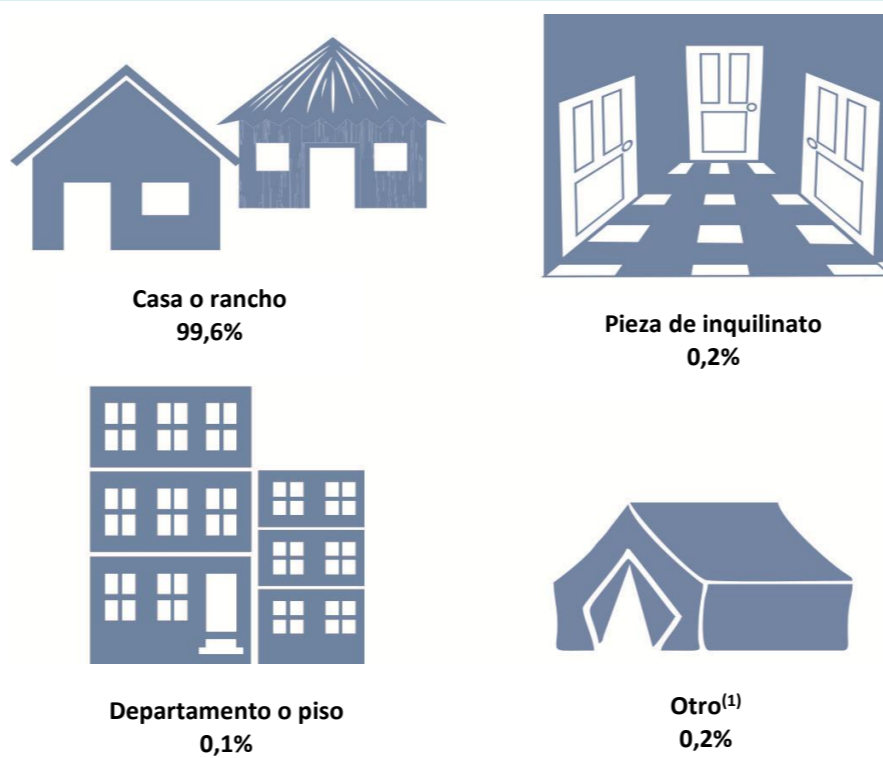 Casa o rancho
99,6%
Pieza de inquilinato
0,2%
Departamento o piso
0,1%
Otro(1)
0,2%